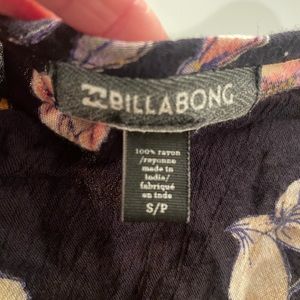 BILLABONG
100% rayon
/rayonne
made in
india/
fabriqué
en inde
S/P